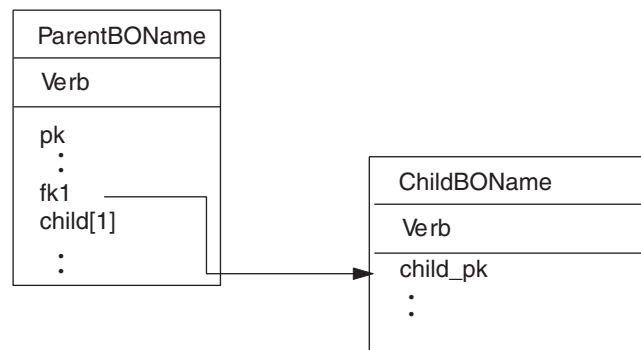 ParentBOName
Verb
pk
fk1
child[1]
ChildBOName
Verb
child_pk